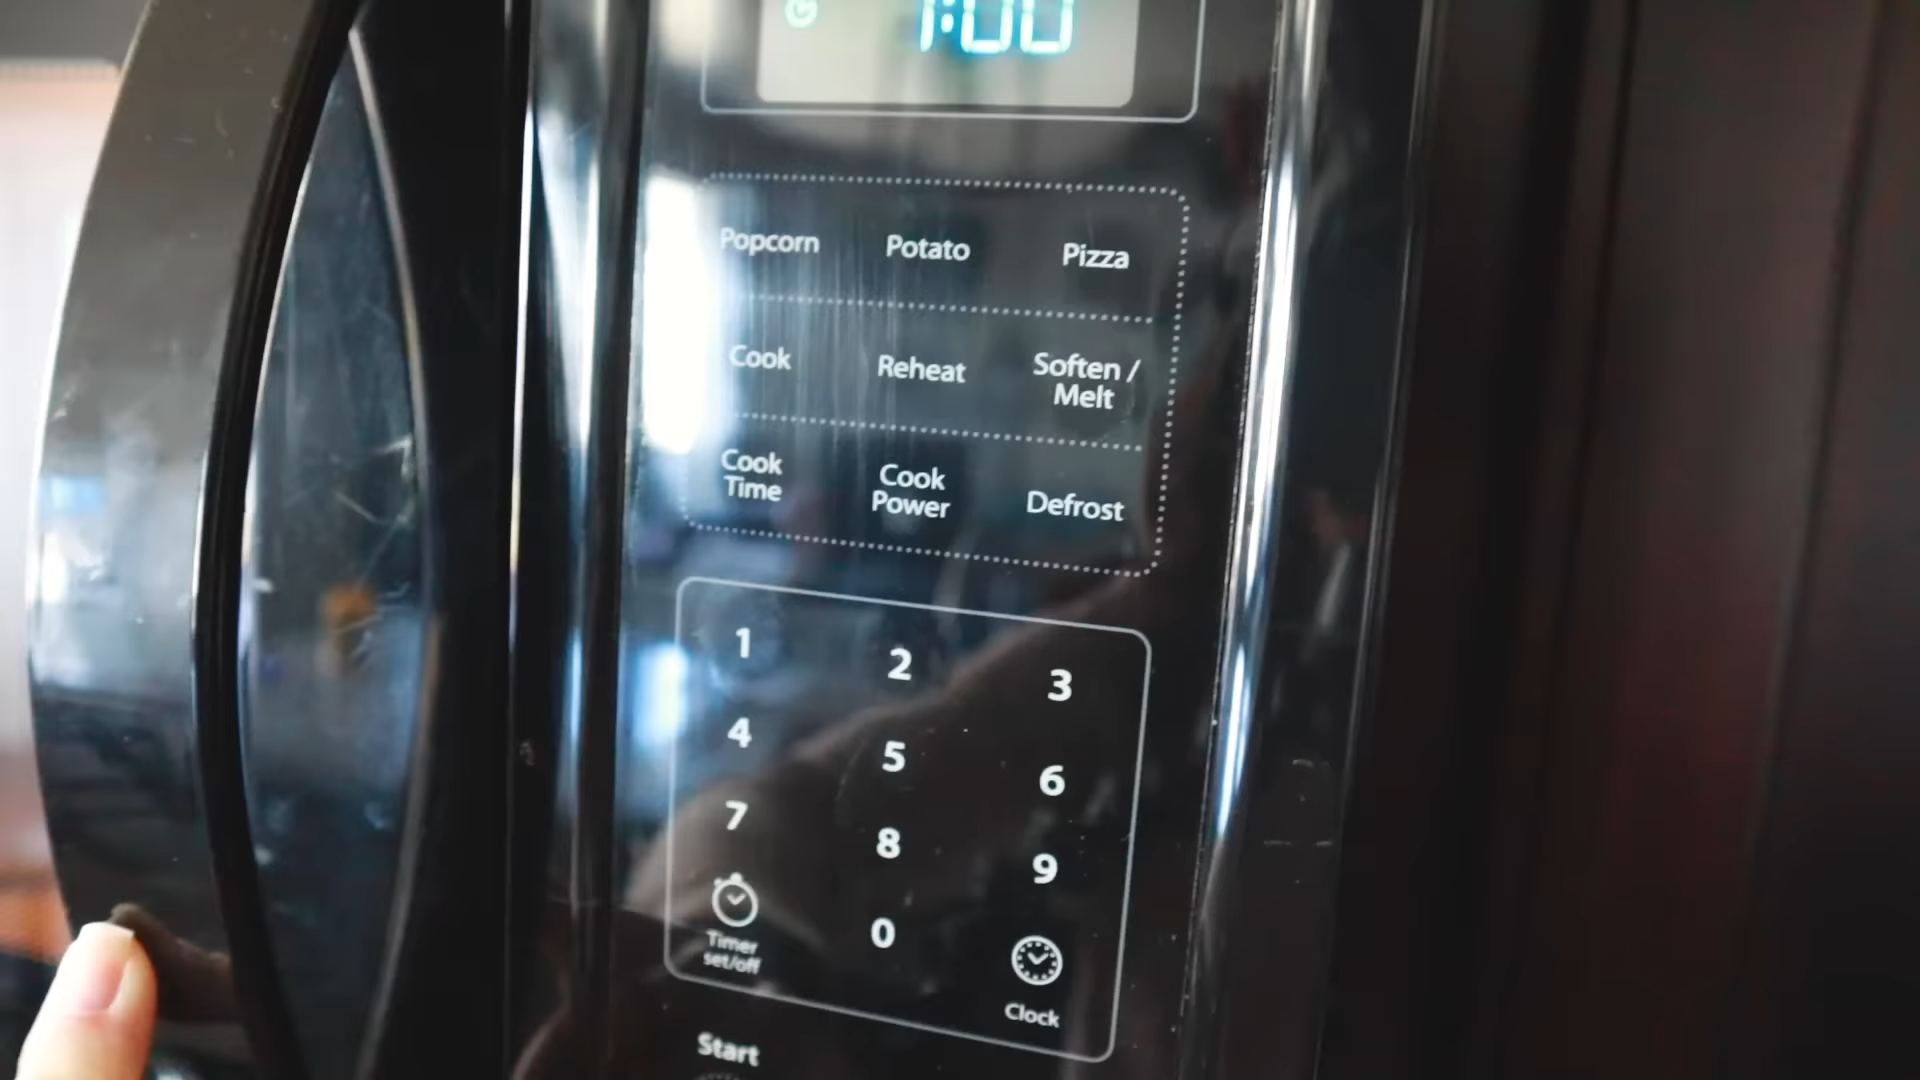 1:00
Popcorn Potato Pizza
Cook Reheat Soften /
Melt
Cook Cook Defrost
Time Power
1 2 3
4 5 6
7 8 9
0
Timer
set/off
Clock
Start